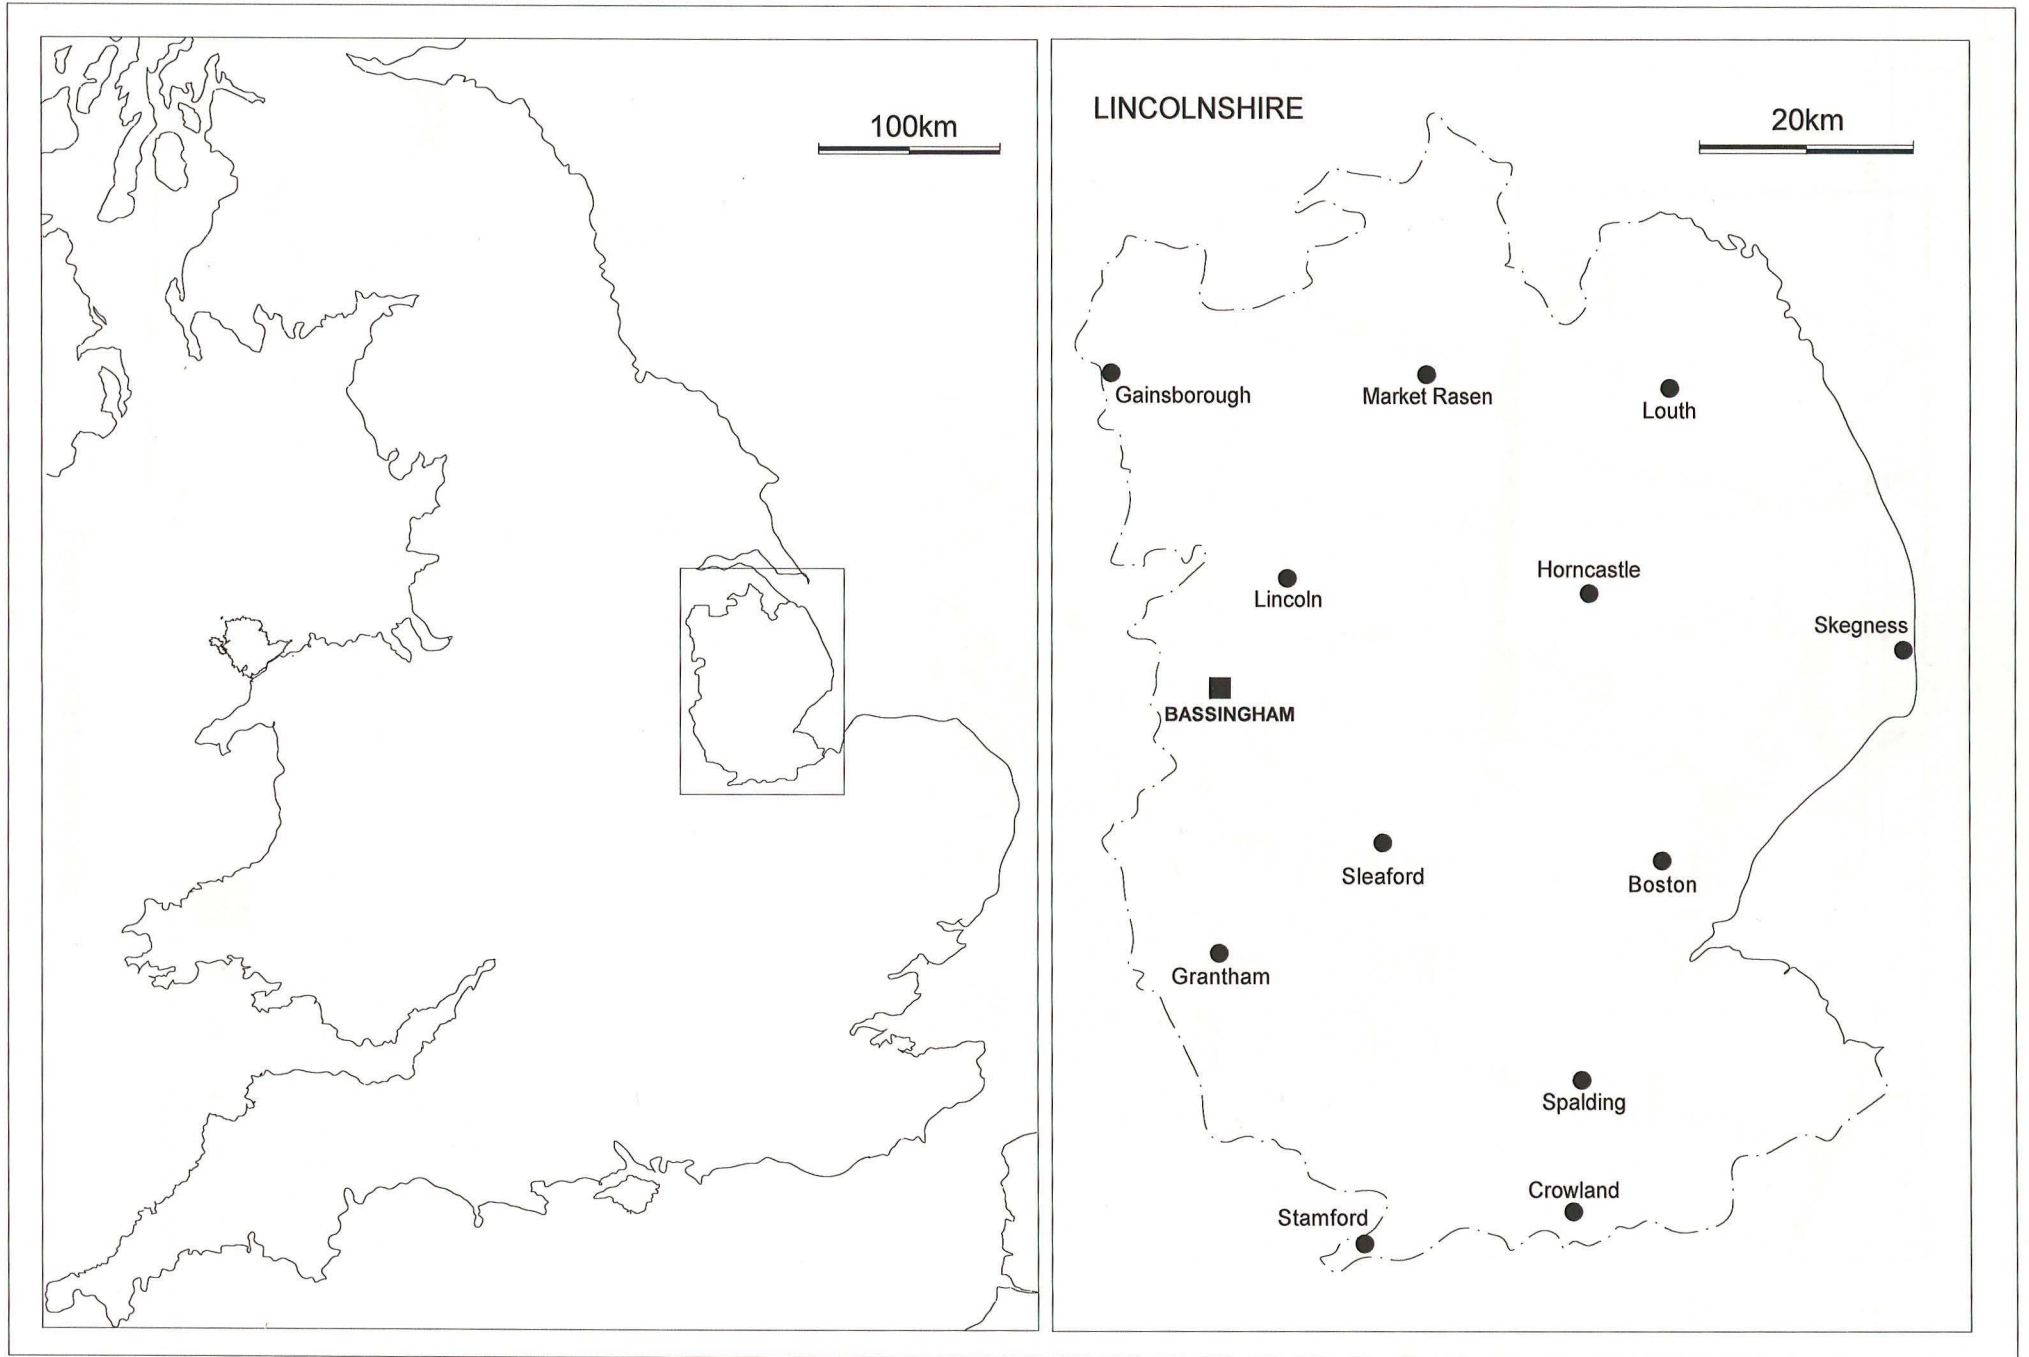 100km
LINCOLNSHIRE
20km
Gainsborough
Market Rasen
Louth
Lincoln
Horncastle
Skegness
BASSINGHAM
Sleaford
Boston
Grantham
Spalding
Crowland
Stamford